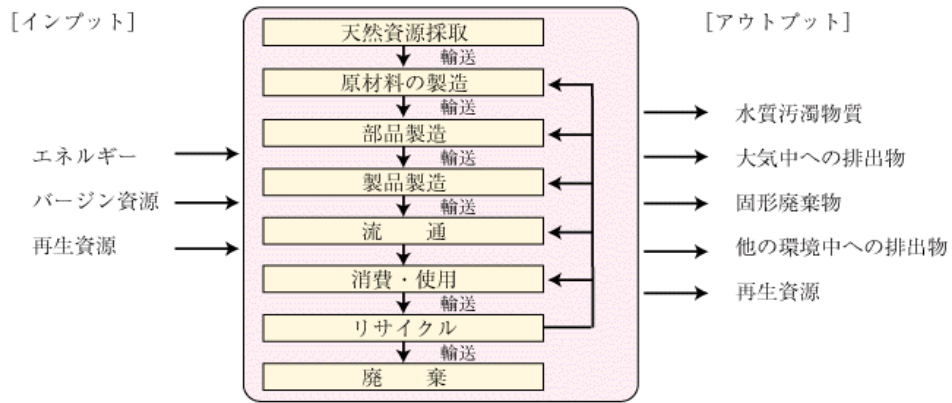 [インプット]
[アウトプット]
天然資源採取
輸送
原材料の製造
輸送
部品製造
輸送
製品製造
輸送
流　　通
消費・使用
輸送
リサイクル
輸送
廃　　棄
エネルギー
バージン資源
再生資源
水質汚濁物質
大気中への排出物
固形廃棄物
他の環境中への排出物
再生資源